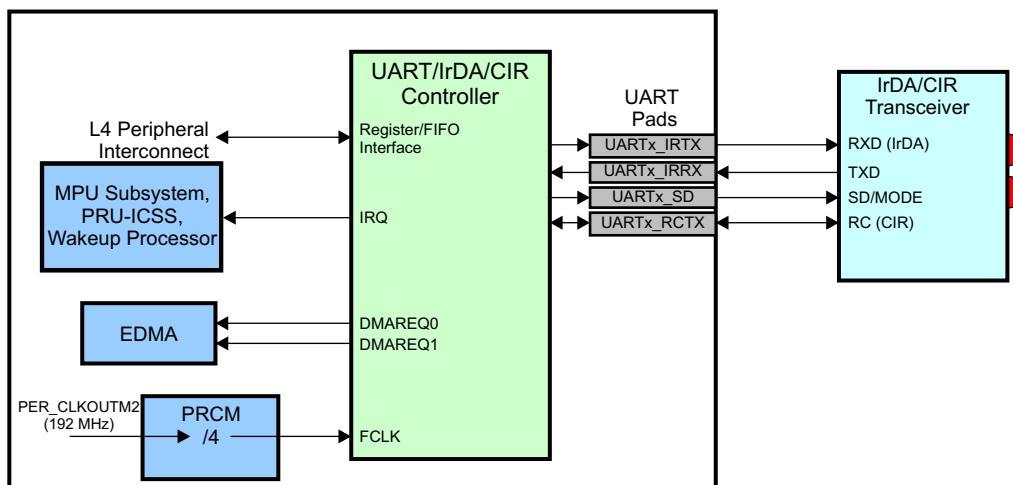 UART/IrDA/CIR
Controller
IrDA/CIR
Transceiver
UART
Pads
L4 Peripheral
Interconnect
Register/FIFO
Interface
UARTx_IRTX
RXD (IrDA)
UARTx_IRRX
TXD
UARTx_SD
SD/MODE
UARTx_RCTX
RC (CIR)
MPU Subsystem,
PRU-ICSS,
Wakeup Processor
IRQ
EDMA
DMAREQ0
DMAREQ1
PER_CLKOUTM2
(192 MHz)
PRCM
/4
FCLK